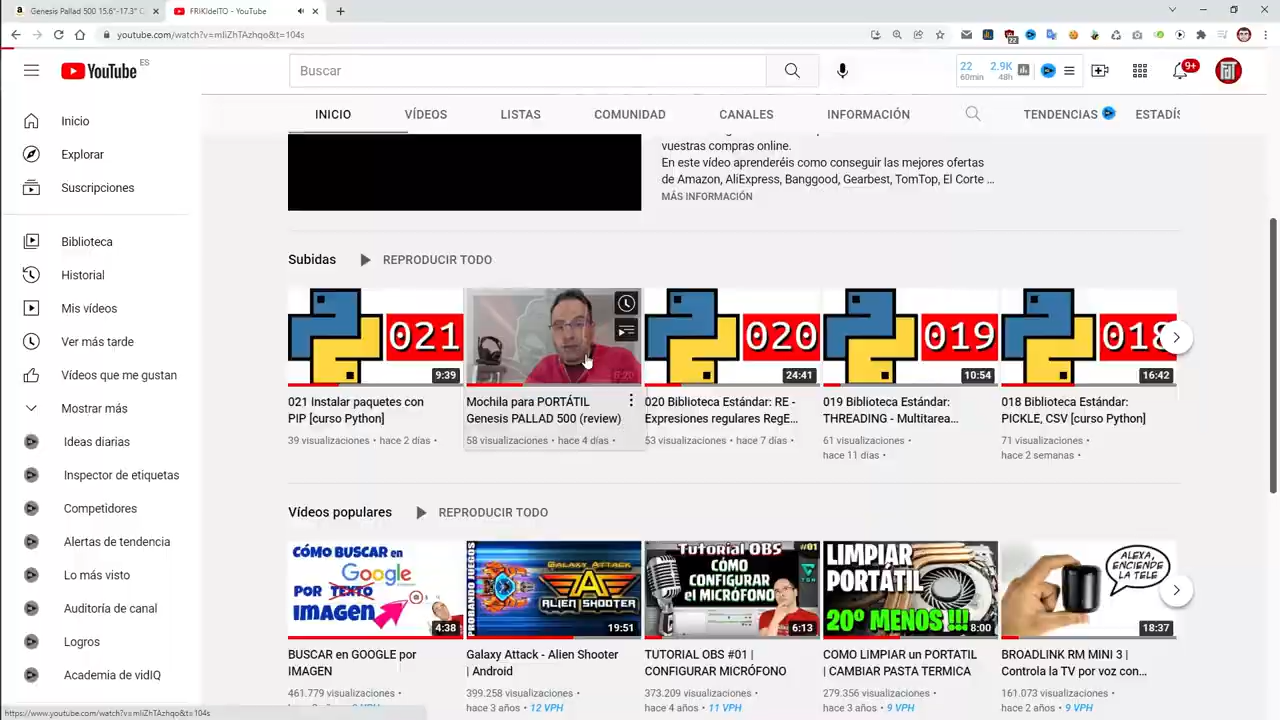 Genesis Pallad 500 15.6"-17.3" C
FRIKIdelTO - YouTube
youtube.com/watch?v=mIiZhTAzhqo&t=104s
22
YouTube
ES
Buscar
22
60min
2.9K
48h
9+
INICIO
VÍDEOS
LISTAS
COMUNIDAD
CANALES
INFORMACIÓN
TENDENCIAS
ESTADÍS
Inicio
Explorar
Suscripciones
Biblioteca
Historial
Mis vídeos
Ver más tarde
Vídeos que me gustan
Mostrar más
Ideas diarias
Inspector de etiquetas
Competidores
Alertas de tendencia
Lo más visto
Auditoría de canal
Logros
Academia de vidIQ
vuestras compras online.
En este vídeo aprenderéis como conseguir las mejores ofertas
de Amazon, AliExpress, Banggood, Gearbest, TomTop, El Corte ...
MÁS INFORMACIÓN
Subidas
REPRODUCIR TODO
021
9:39
021 Instalar paquetes con
PIP [curso Python]
39 visualizaciones • hace 2 días •
Mochila para PORTÁTIL
Genesis PALLAD 500 (review)
58 visualizaciones • hace 4 días •
020
24:41
020 Biblioteca Estándar: RE -
Expresiones regulares RegE...
53 visualizaciones • hace 7 días •
019
10:54
019 Biblioteca Estándar:
THREADING - Multitarea...
61 visualizaciones •
hace 11 días •
018
16:42
018 Biblioteca Estándar:
PICKLE, CSV [curso Python]
71 visualizaciones •
hace 2 semanas •
Vídeos populares
REPRODUCIR TODO
CÓMO BUSCAR en
Google
POR TEXTO
imagen
4:38
BUSCAR en GOOGLE por
IMAGEN
461.779 visualizaciones •
PROBANDO JUEGOS
GALAXY ATTACK
ALIEN SHOOTER
19:51
Galaxy Attack - Alien Shooter
| Android
399.258 visualizaciones •
hace 3 años • 12 VPH
Tutorial OBS #01
CÓMO
CONFIGURAR
el MICRÓFONO
6:13
TUTORIAL OBS #01 |
CONFIGURAR MICRÓFONO
373.209 visualizaciones •
hace 4 años • 11 VPH
LIMPIAR
PORTÁTIL
20º MENOS !!!
8:00
COMO LIMPIAR un PORTATIL
| CAMBIAR PASTA TERMICA
279.356 visualizaciones •
hace 3 años • 9 VPH
ALEXA,
ENCIENDE
LA TELE
18:37
BROADLINK RM MINI 3 |
Controla la TV por voz con...
161.073 visualizaciones •
hace 2 años • 9 VPH
https://www.youtube.com/watch?v=mIiZhTAzhqo&t=104s